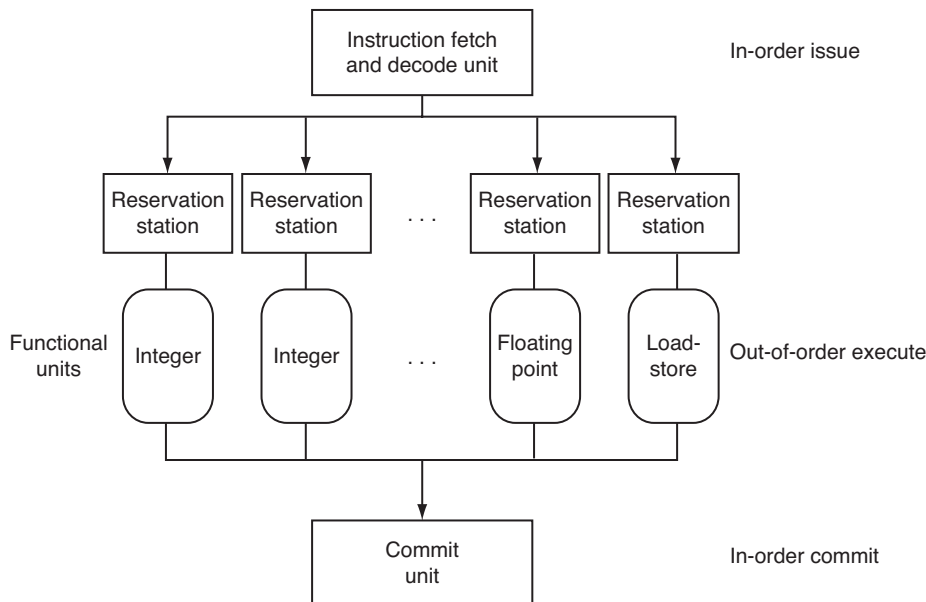 Instruction fetch
and decode unit
In-order issue
Reservation
station
Reservation
station
. . .
Reservation
station
Reservation
station
Functional
units
Integer
Integer
. . .
Floating
point
Load-
store
Out-of-order execute
Commit
unit
In-order commit